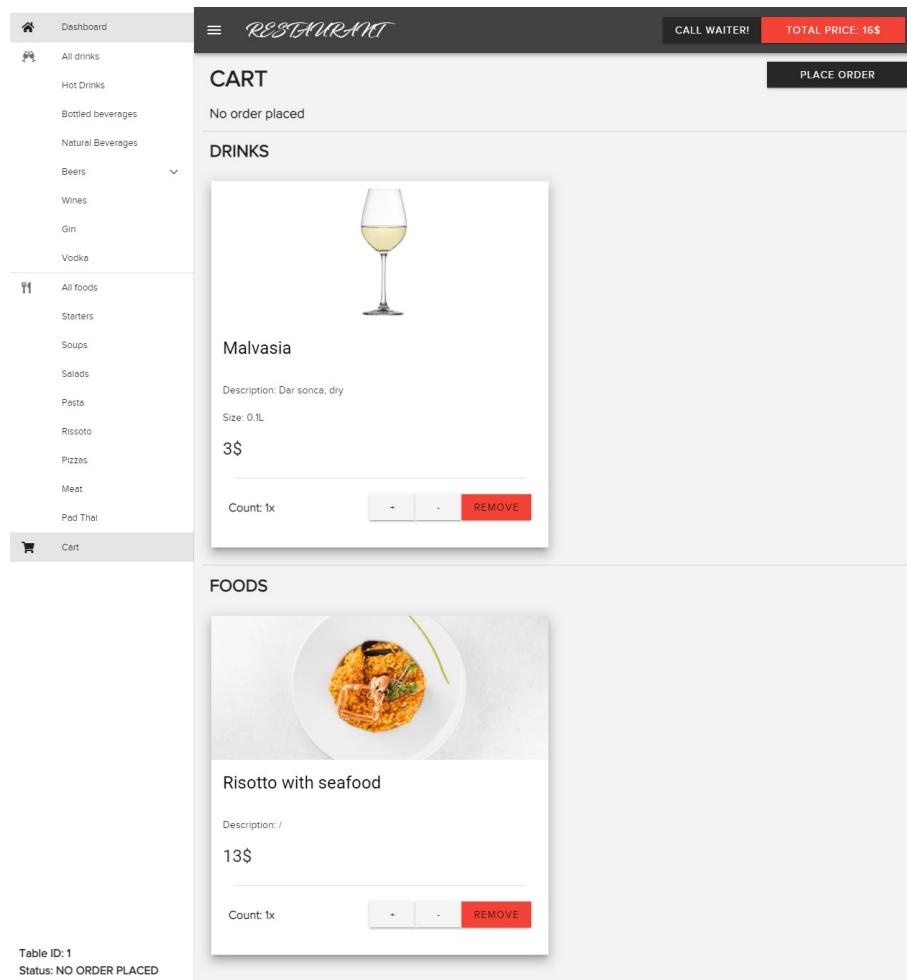 Dashboard
All drinks
Hot Drinks
Bottled beverages
Natural Beverages
Beers
Wines
Gin
Vodka
All foods
Starters
Soups
Salads
Pasta
Rissoto
Pizzas
Meat
Pad Thai
Cart
Table ID: 1
Status: NO ORDER PLACED
RESTAURANT
CALL WAITER!
TOTAL PRICE: 16$
CART
PLACE ORDER
No order placed
DRINKS
Malvasia
Description: Dar sonca, dry
Size: 0.1L
3$
Count: 1x + - REMOVE
FOODS
Risotto with seafood
Description: /
13$
Count: 1x + - REMOVE